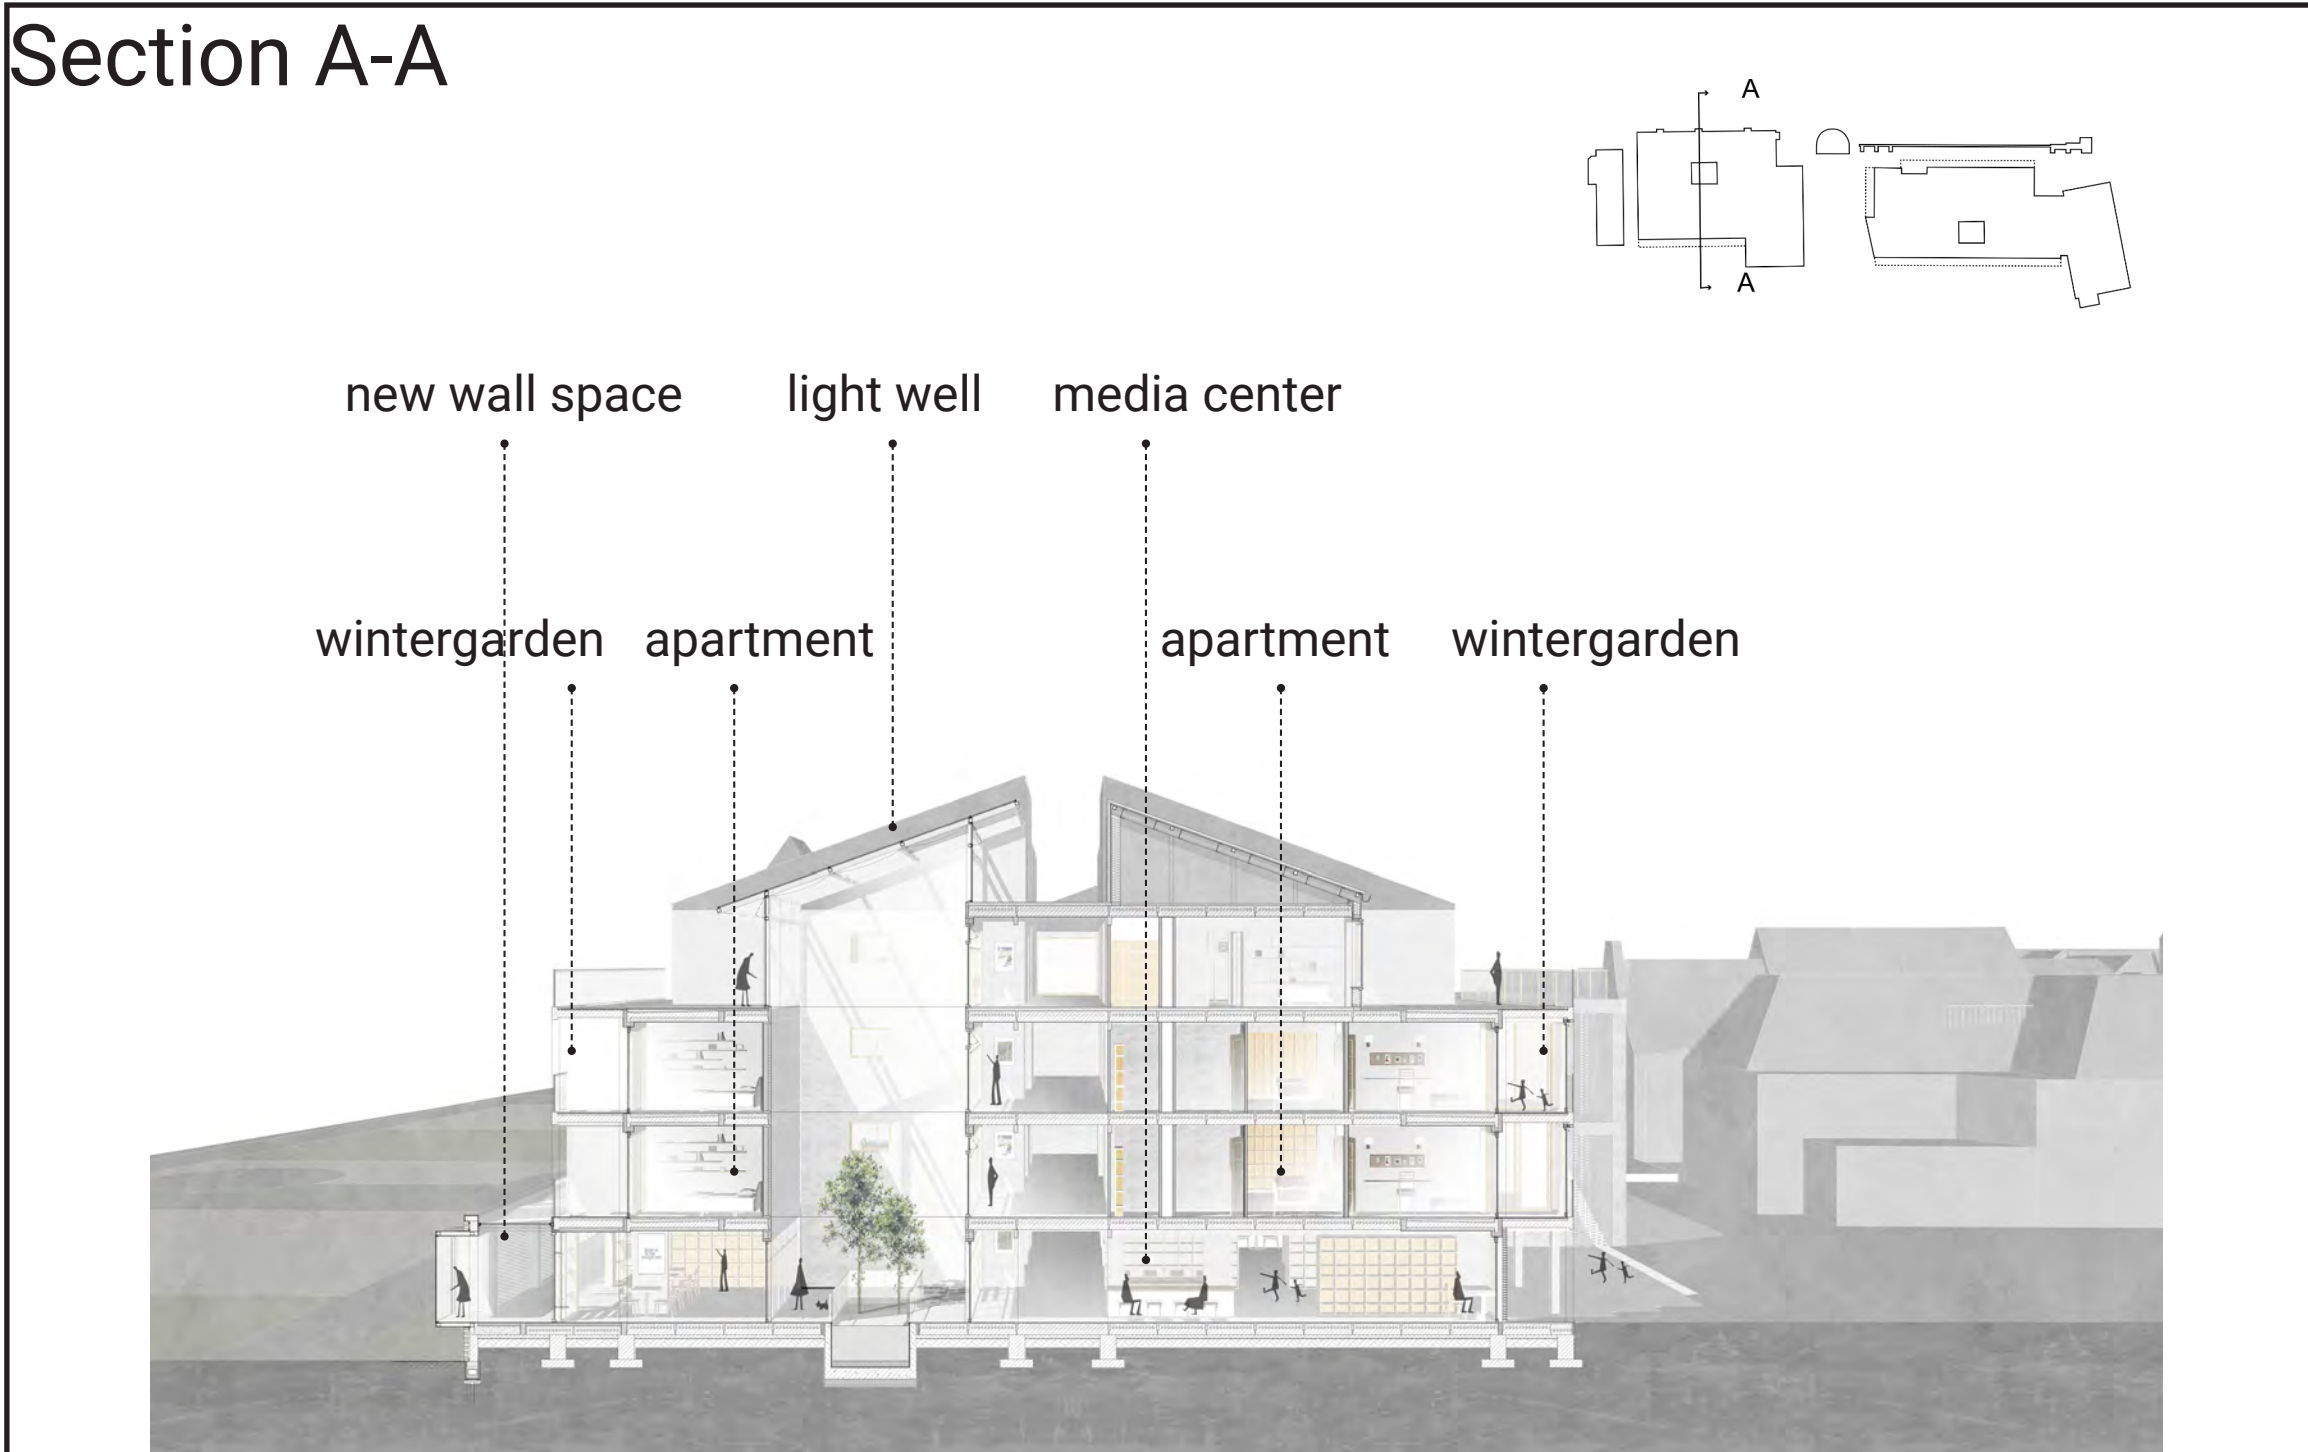 Section A-A
A
A
new wall space
light well
media center
wintergarden
apartment
apartment
wintergarden